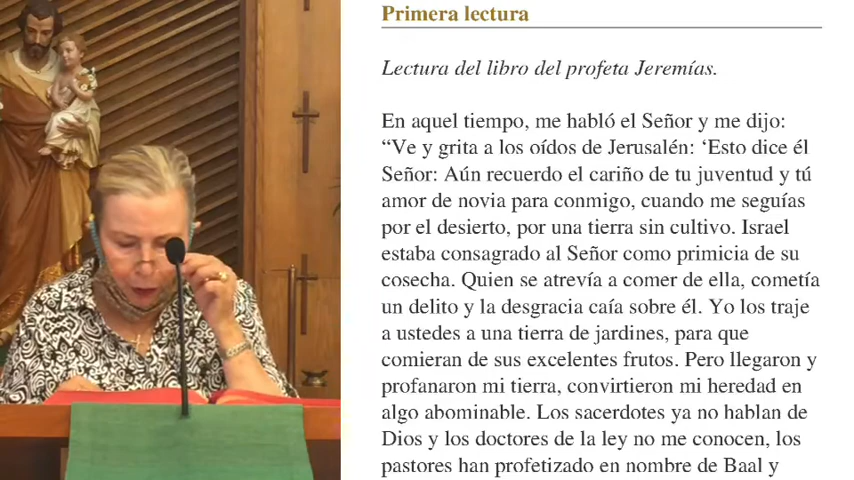 Primera lectura
Lectura del libro del profeta Jeremías.
En aquel tiempo, me habló el Señor y me dijo:
“Ve y grita a los oídos de Jerusalén: ‘Esto dice él
Señor: Aún recuerdo el cariño de tu juventud y tú
amor de novia para conmigo, cuando me seguías
por el desierto, por una tierra sin cultivo. Israel
estaba consagrado al Señor como primicia de su
cosecha. Quien se atrevía a comer de ella, cometía
un delito y la desgracia caía sobre él. Yo los traje
a ustedes a una tierra de jardines, para que
comieran de sus excelentes frutos. Pero llegaron y
profanaron mi tierra, convirtieron mi heredad en
algo abominable. Los sacerdotes ya no hablan de
Dios y los doctores de la ley no me conocen, los
pastores han profetizado en nombre de Baal y